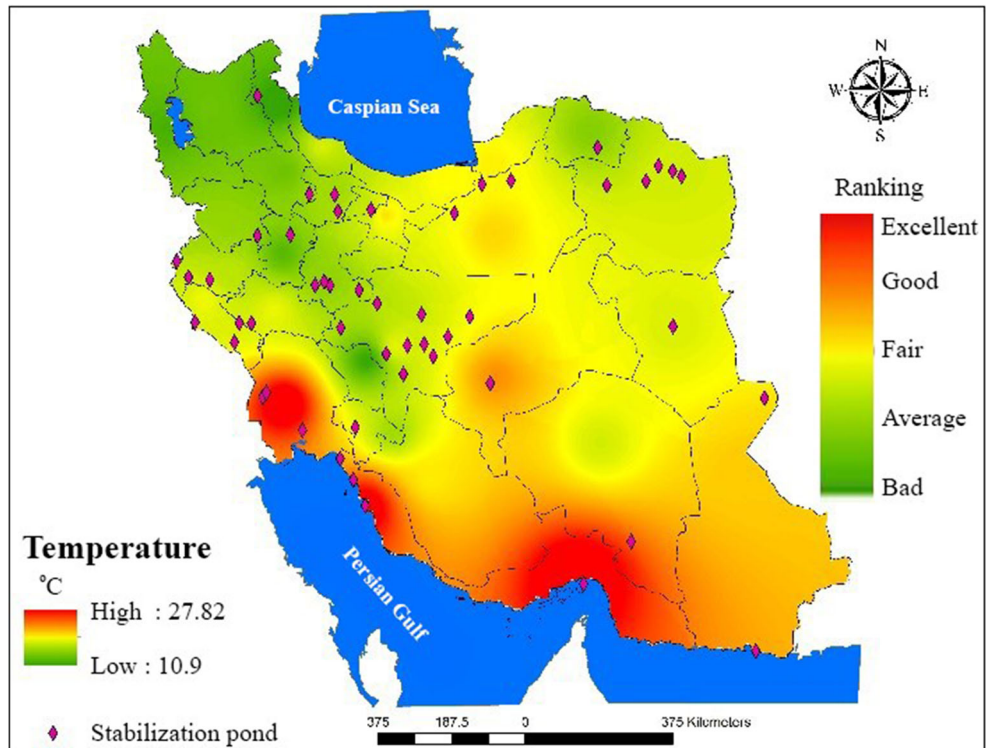 Caspian Sea
N
W
E
S
Ranking
Excellent
Good
Fair
Average
Bad
Persian Gulf
Temperature
°C
High : 27.82
Low : 10.9
Stabilization pond
375 187.5 0 375 Kilometers